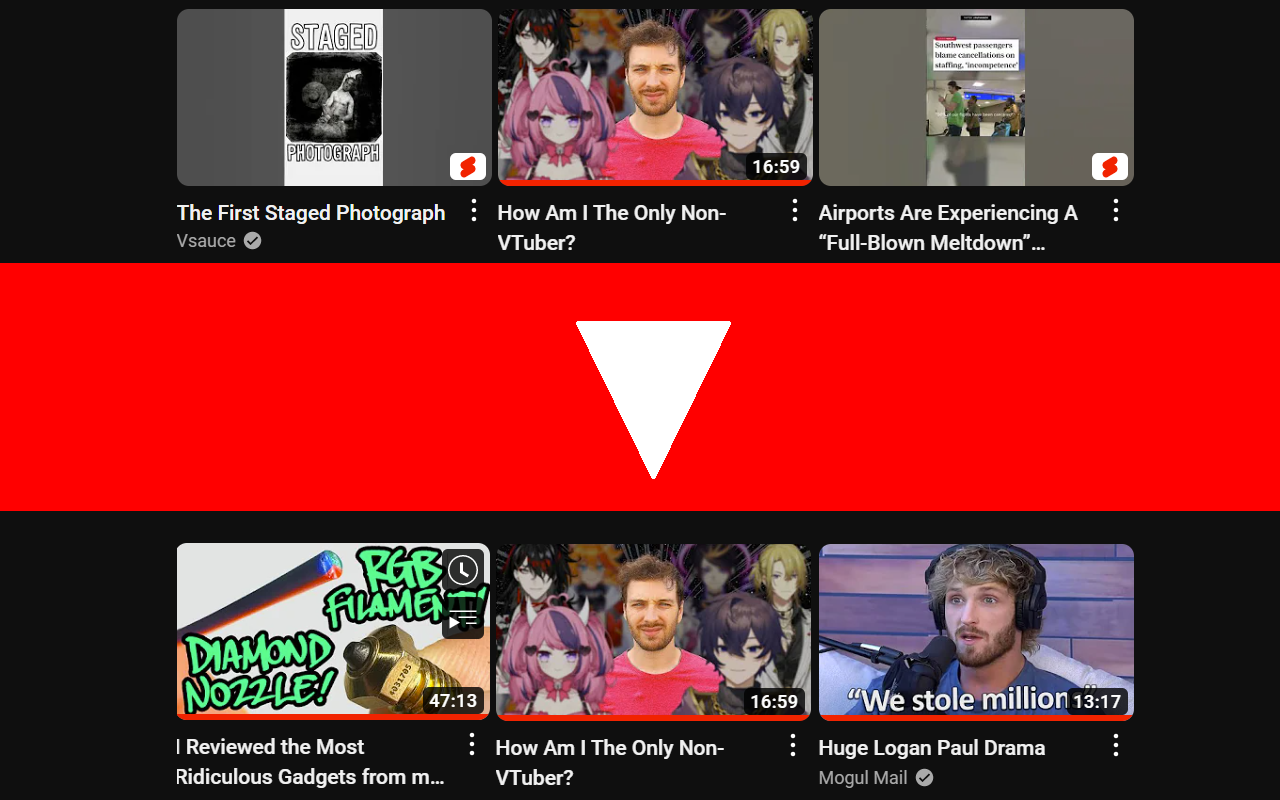 STAGED
PHOTOGRAPH
Southwest passengers
blame cancellations on
staffing, 'incompetence'
16:59
The First Staged Photograph
Vsauce
How Am I The Only Non-
VTuber?
Airports Are Experiencing A
“Full-Blown Meltdown”…
RGB
FILAMENT!
DIAMOND
NOZZLE!
4031705
47:13
16:59
“We stole million
13:17
I Reviewed the Most
Ridiculous Gadgets from m…
How Am I The Only Non-
VTuber?
Huge Logan Paul Drama
Mogul Mail